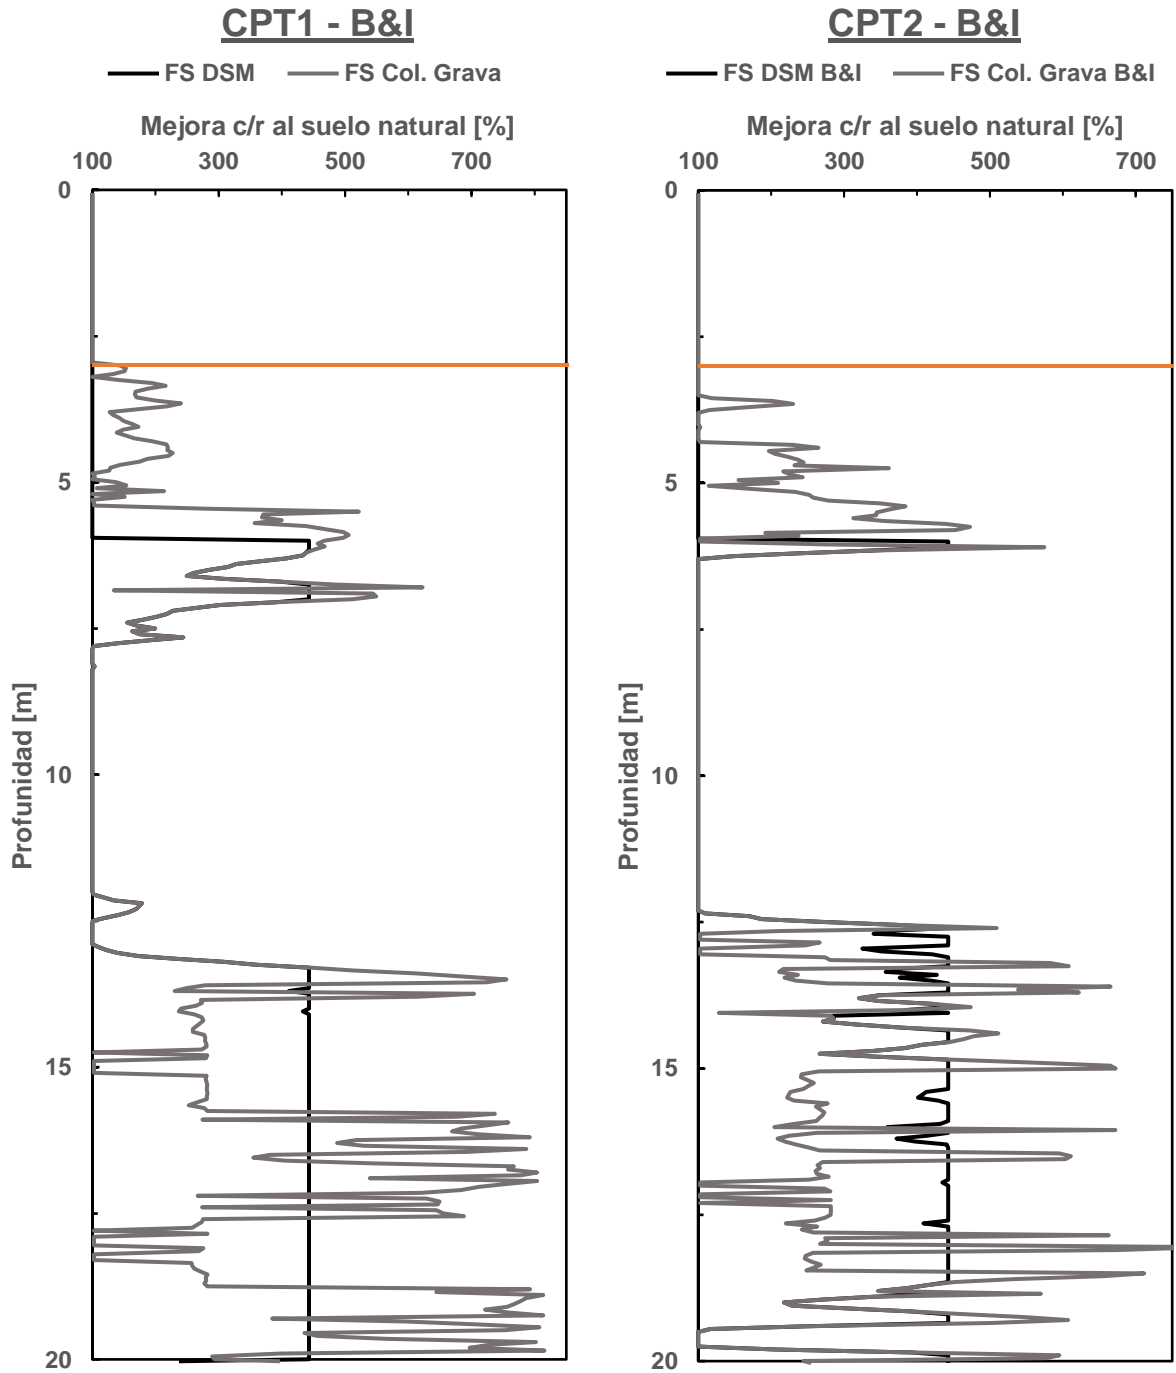 CPT1 - B&I
FS DSM FS Col. Grava
Mejora c/r al suelo natural [%]
100 300 500 700
0
5
10
15
20
Profunidad [m]
CPT2 - B&I
FS DSM B&I FS Col. Grava B&I
Mejora c/r al suelo natural [%]
100 300 500 700
0
5
10
15
20
Profunidad [m]